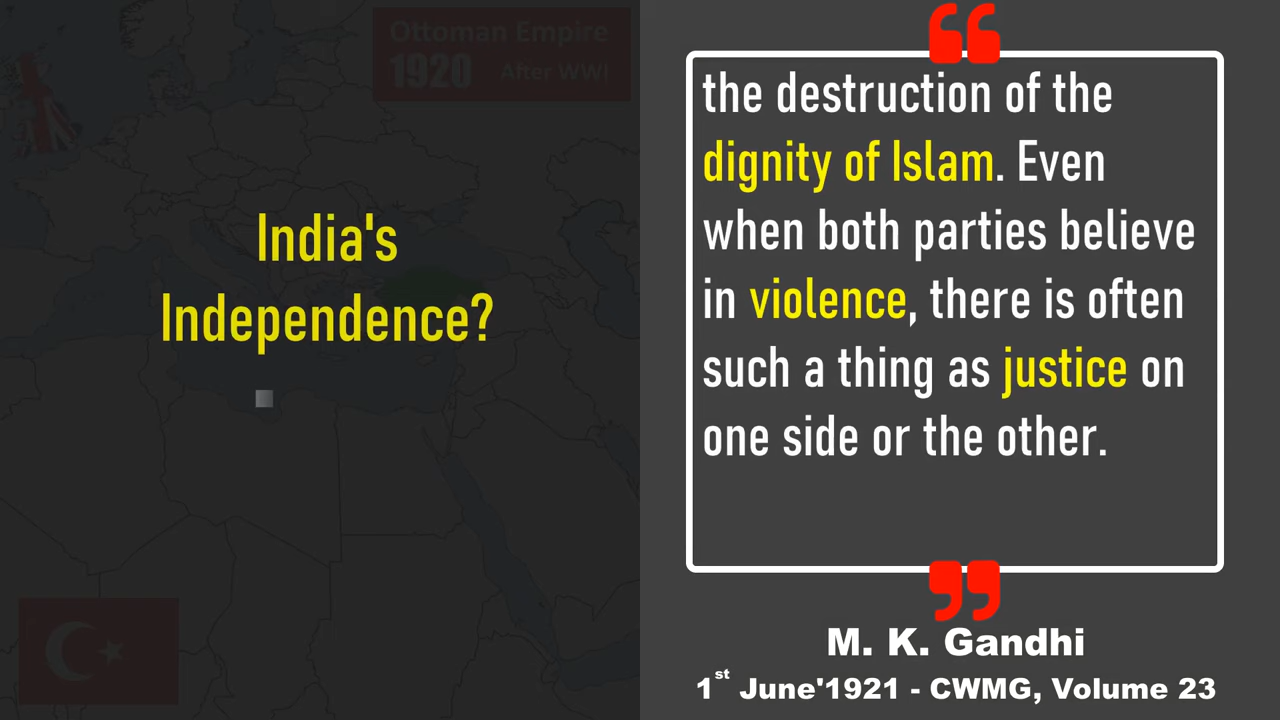 Ottoman Empire
1920 After WWI
India's
Independence?
the destruction of the
dignity of Islam. Even
when both parties believe
in violence, there is often
such a thing as justice on
one side or the other.
M. K. Gandhi
1st June'1921 - CWMG, Volume 23